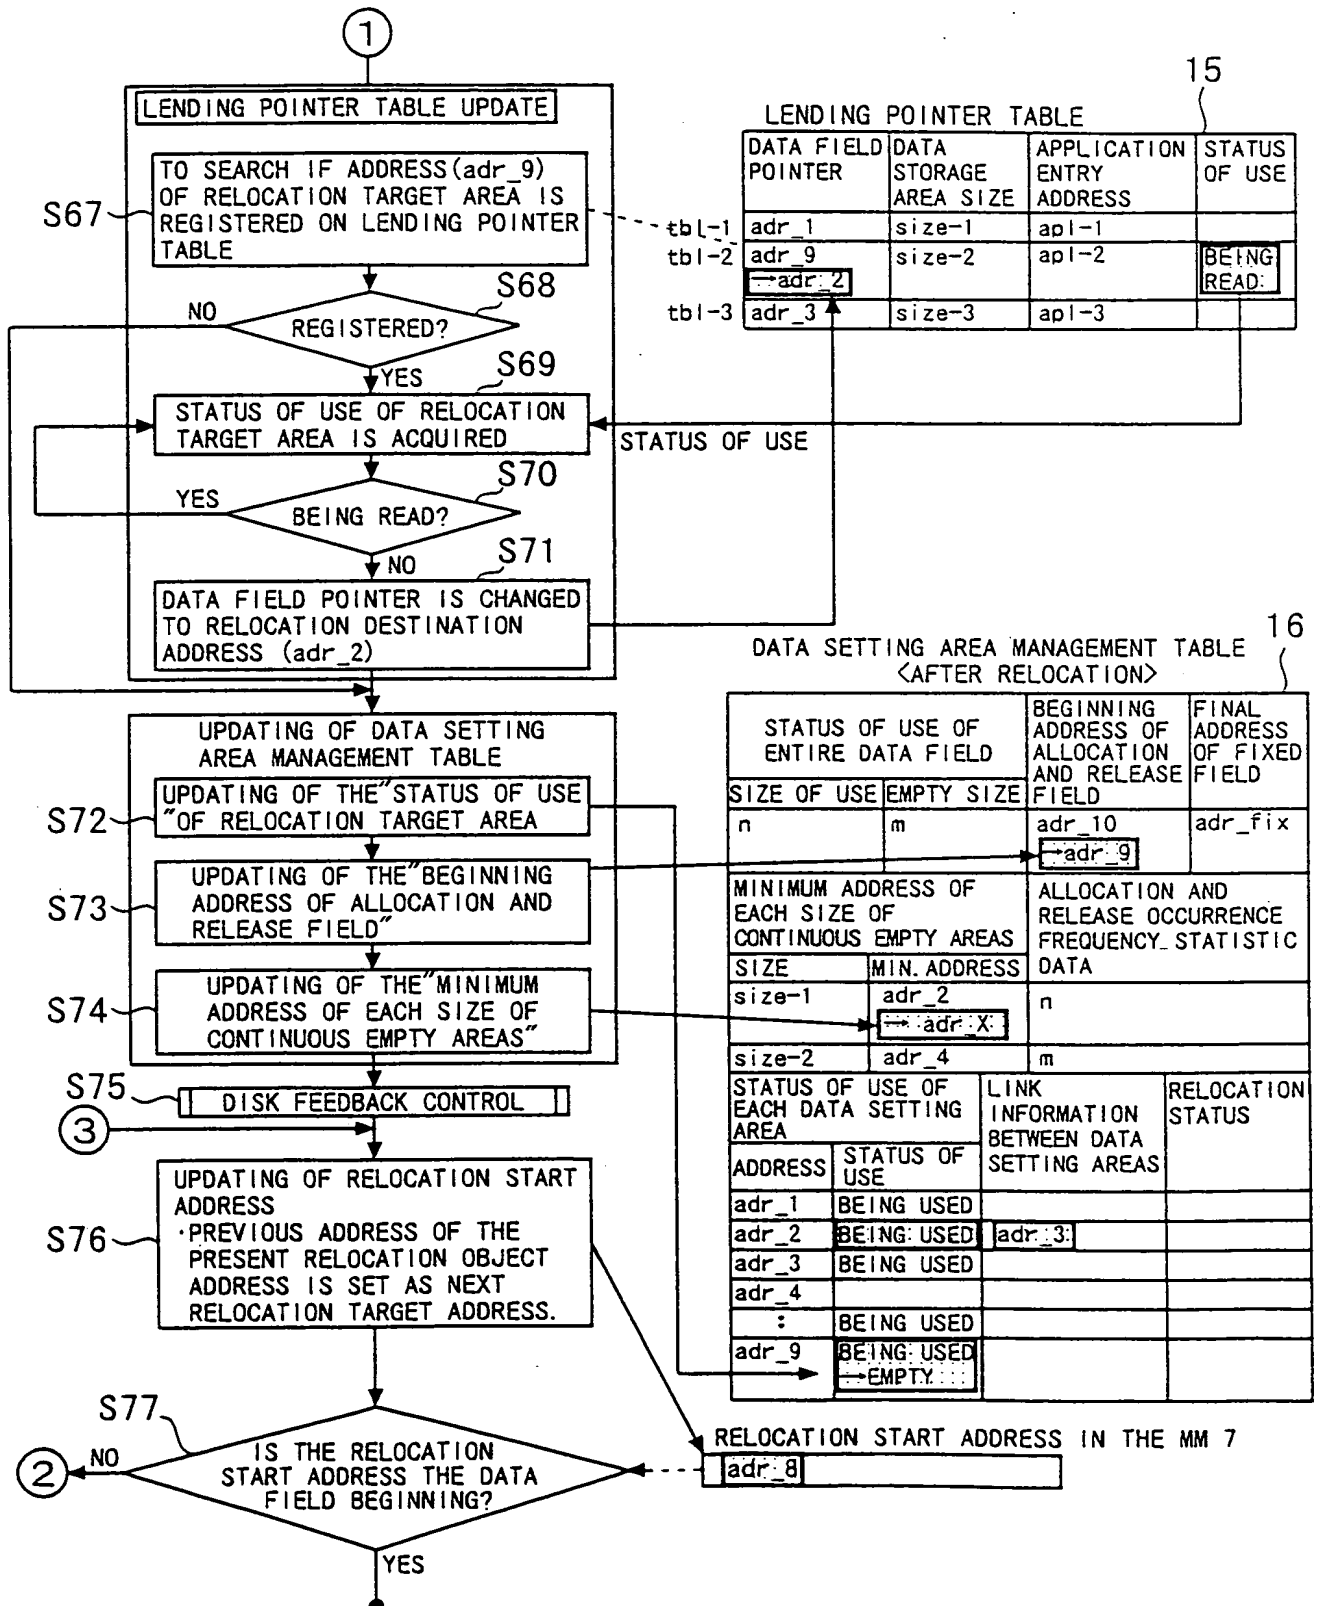 1
LENDING POINTER TABLE UPDATE
S67
TO SEARCH IF ADDRESS(adr_9)
OF RELOCATION TARGET AREA IS
REGISTERED ON LENDING POINTER
TABLE
S68
NO
REGISTERED?
YES
S69
STATUS OF USE OF RELOCATION
TARGET AREA IS ACQUIRED
STATUS OF USE
S70
YES
BEING READ?
NO
S71
DATA FIELD POINTER IS CHANGED
TO RELOCATION DESTINATION
ADDRESS (adr_2)
15
LENDING POINTER TABLE
DATA FIELD
POINTER
DATA
STORAGE
AREA SIZE
APPLICATION
ENTRY
ADDRESS
STATUS
OF USE
tbl-1 adr_1 size-1 apl-1
tbl-2 adr_9 size-2 apl-2 BEING
→adr_2 READ
tbl-3 adr_3 size-3 apl-3
UPDATING OF DATA SETTING
AREA MANAGEMENT TABLE
S72
UPDATING OF THE"STATUS OF USE
"OF RELOCATION TARGET AREA
S73
UPDATING OF THE"BEGINNING
ADDRESS OF ALLOCATION AND
RELEASE FIELD"
S74
UPDATING OF THE"MINIMUM
ADDRESS OF EACH SIZE OF
CONTINUOUS EMPTY AREAS"
S75
DISK FEEDBACK CONTROL
3
S76
UPDATING OF RELOCATION START
ADDRESS
·PREVIOUS ADDRESS OF THE
PRESENT RELOCATION OBJECT
ADDRESS IS SET AS NEXT
RELOCATION TARGET ADDRESS.
S77
NO
2
IS THE RELOCATION
START ADDRESS THE DATA
FIELD BEGINNING?
YES
16
DATA SETTING AREA MANAGEMENT TABLE
<AFTER RELOCATION>
STATUS OF USE OF
ENTIRE DATA FIELD
BEGINNING
ADDRESS OF
ALLOCATION
AND RELEASE
FIELD
FINAL
ADDRESS
OF FIXED
FIELD
SIZE OF USE EMPTY SIZE
n m adr_10 adr_fix
→adr_9
MINIMUM ADDRESS OF
EACH SIZE OF
CONTINUOUS EMPTY AREAS
ALLOCATION AND
RELEASE OCCURRENCE
FREQUENCY_STATISTIC
DATA
SIZE MIN.ADDRESS
size-1 adr_2 n
→ adr_X
size-2 adr_4 m
STATUS OF USE OF
EACH DATA SETTING
AREA
LINK
INFORMATION
BETWEEN DATA
SETTING AREAS
RELOCATION
STATUS
ADDRESS STATUS OF
USE
adr_1 BEING USED
adr_2 BEING USED adr_3
adr_3 BEING USED
adr_4
: BEING USED
adr_9 BEING USED
→EMPTY
RELOCATION START ADDRESS IN THE MM 7
adr_8